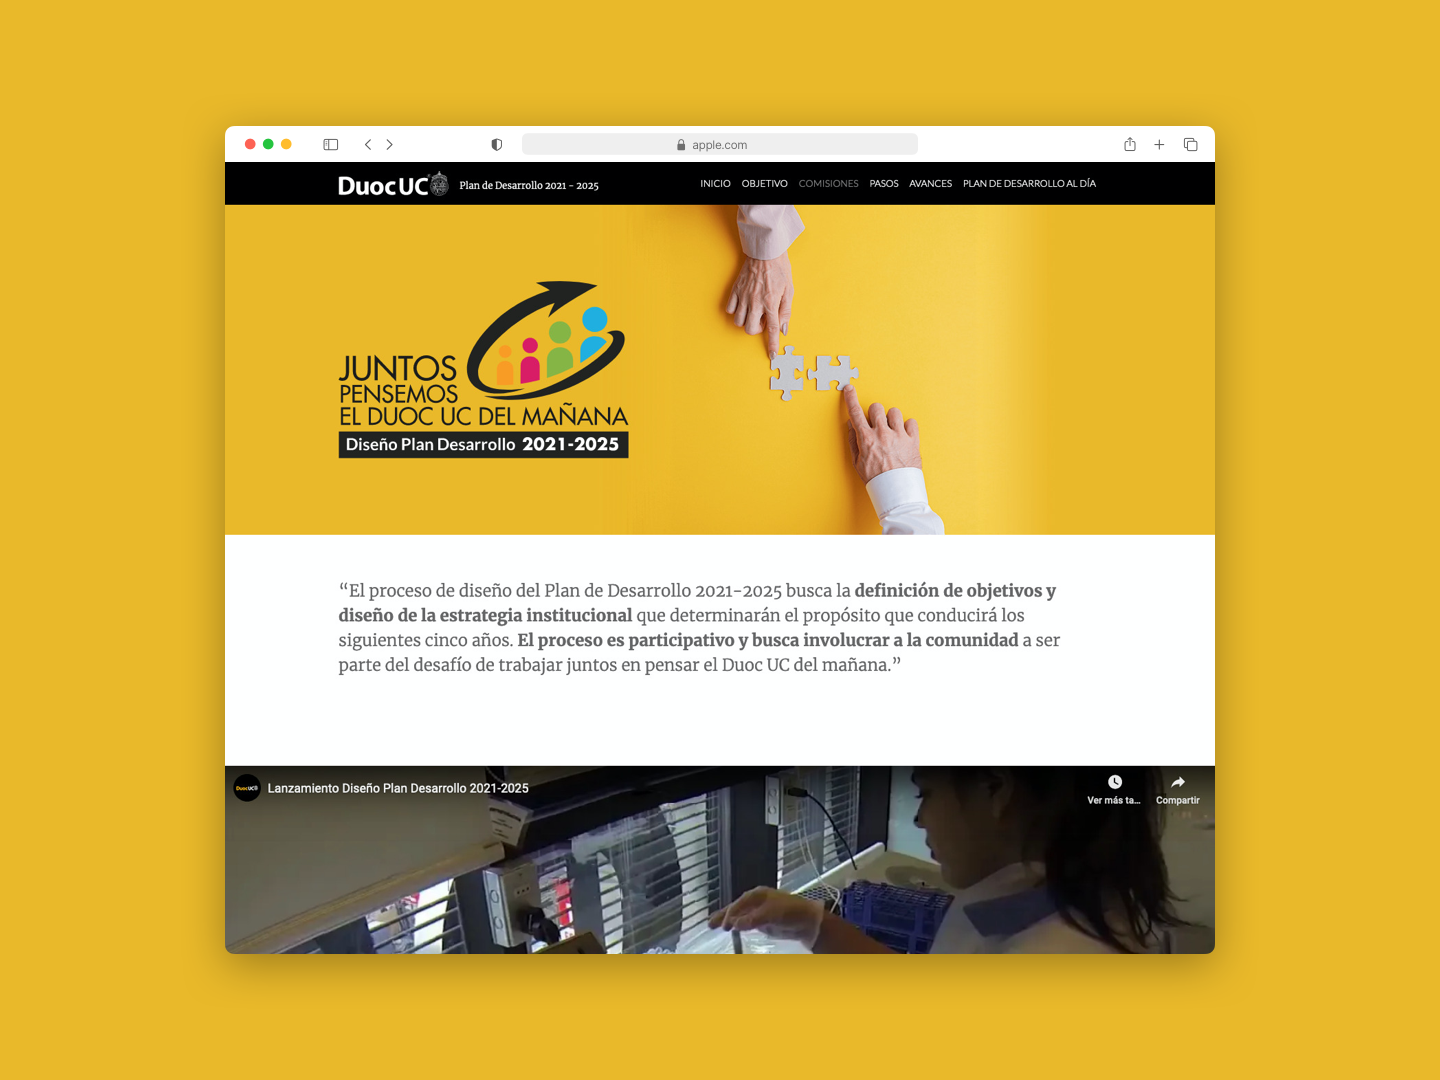 apple.com
Duoc UC
Plan de Desarrollo 2021 - 2025
INICIO OBJETIVO COMISIONES PASOS AVANCES PLAN DE DESARROLLO AL DÍA
JUNTOS
PENSEMOS
EL DUOC UC DEL MAÑANA
Diseño Plan Desarrollo 2021-2025
“El proceso de diseño del Plan de Desarrollo 2021-2025 busca la definición de objetivos y
diseño de la estrategia institucional que determinarán el propósito que conducirá los
siguientes cinco años. El proceso es participativo y busca involucrar a la comunidad a ser
parte del desafío de trabajar juntos en pensar el Duoc UC del mañana.”
DuocUC
Lanzamiento Diseño Plan Desarrollo 2021-2025
Ver más ta...
Compartir